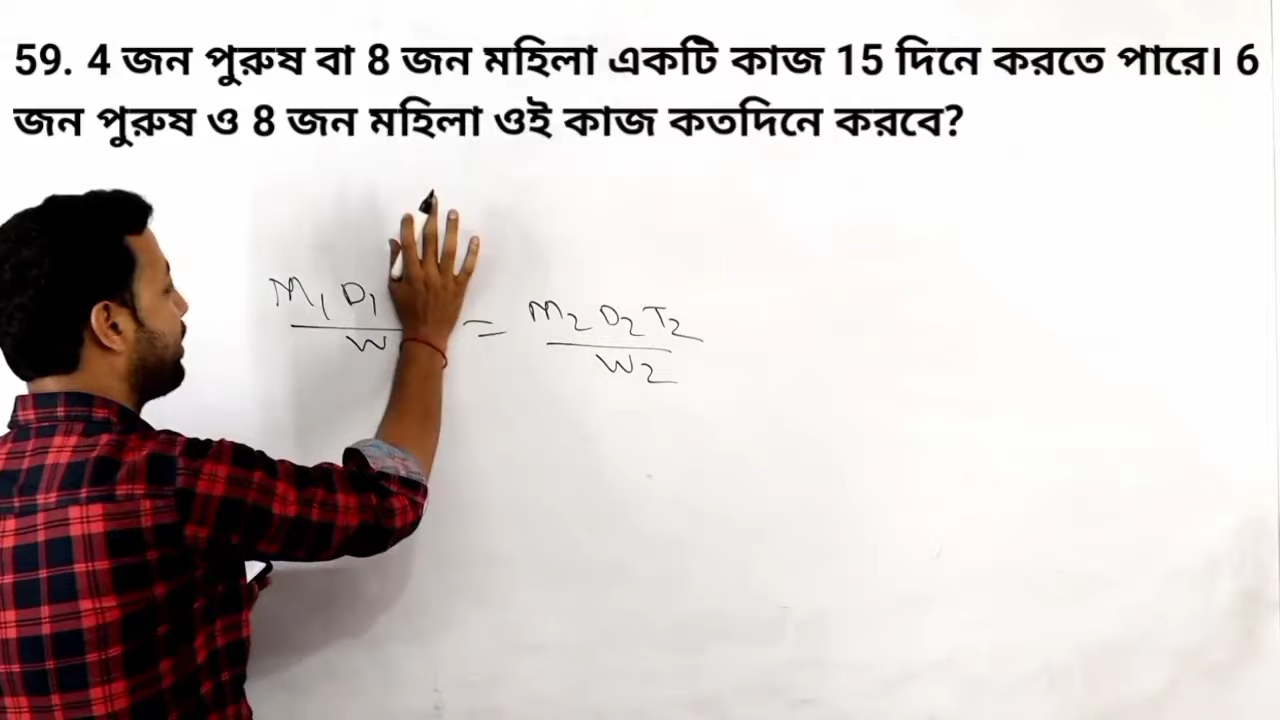 59. 4 জন পুরুষ বা 8 জন মহিলা একটি কাজ 15 দিনে করতে পারে। 6
জন পুরুষ ও 8 জন মহিলা ওই কাজ কতদিনে করবে?
M₁ D₁ = M₂ D₂ T₂
W W₂